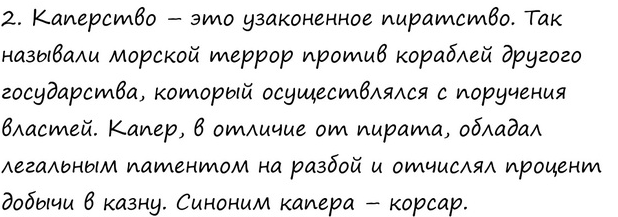 2. Каперство – это узаконенное пиратство. Так
называли морской террор против кораблей другого
государства, который осуществлялся с поручения
властей. Капер, в отличие от пирата, обладал
легальным патентом на разбой и отчислял процент
добычи в казну. Синоним капера – корсар.